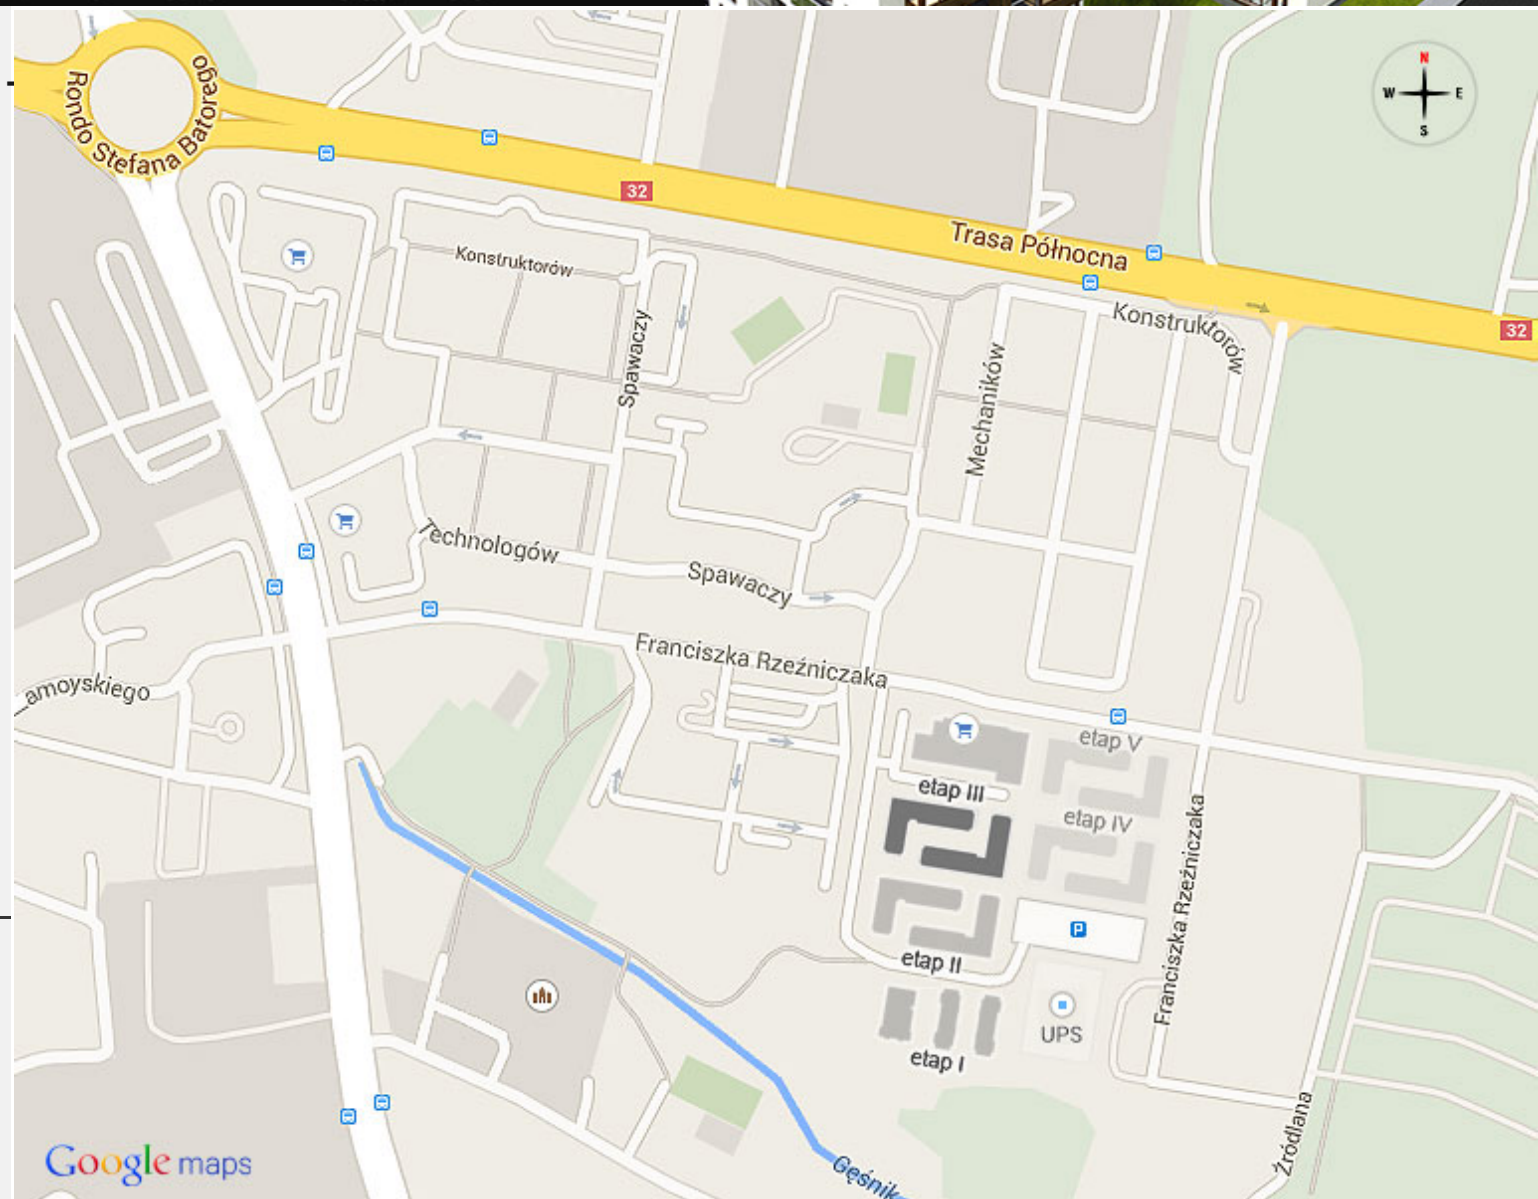 Rondo Stefana Batorego
N
W E
S
32
Trasa Północna
Konstruktorów
Konstruktorów
32
Spawaczy
Mechaników
Technologów
Spawaczy
Franciszka Rzeźniczaka
amoyskiego
etap V
etap III
etap IV
Franciszka Rzeźniczaka
P
etap II
UPS
etap I
Źródlana
Google maps
Gęśnik